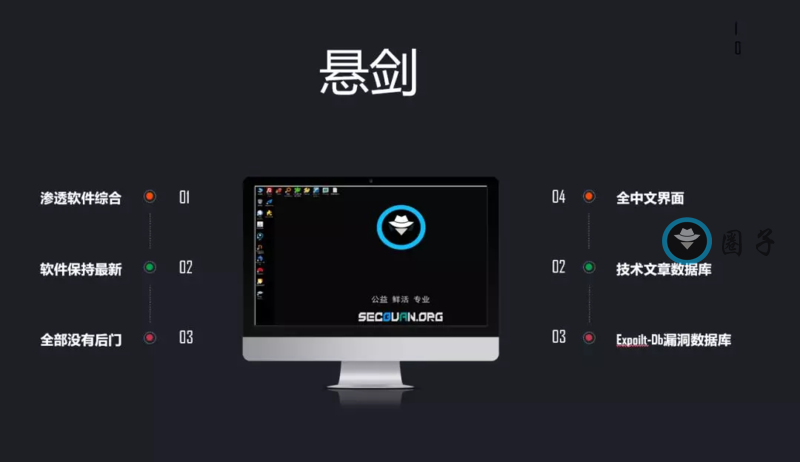 10
悬剑
渗透软件综合 01
软件保持最新 02
全部没有后门 03
公益 鲜活 专业
SECQUAN.ORG
04 全中文界面
圈子
02 技术文章数据库
03 Expoilt-Db漏洞数据库